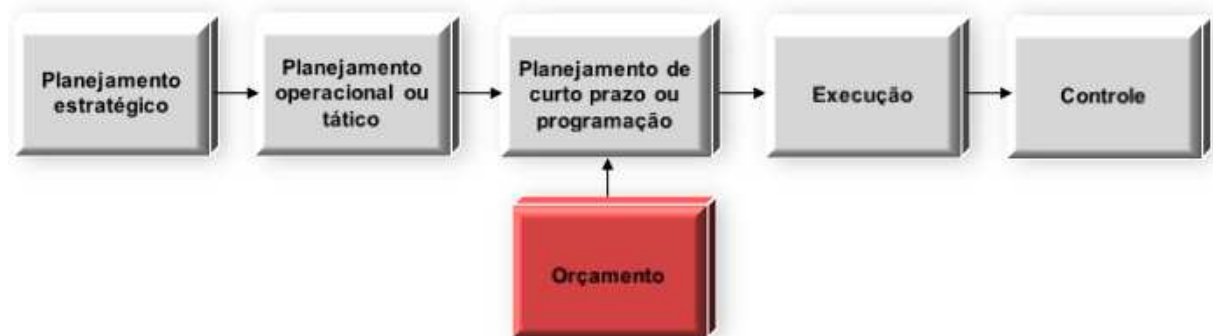 Planejamento
estratégico
Planejamento
operacional ou
tático
Planejamento de
curto prazo ou
programação
Execução
Controle
Orçamento